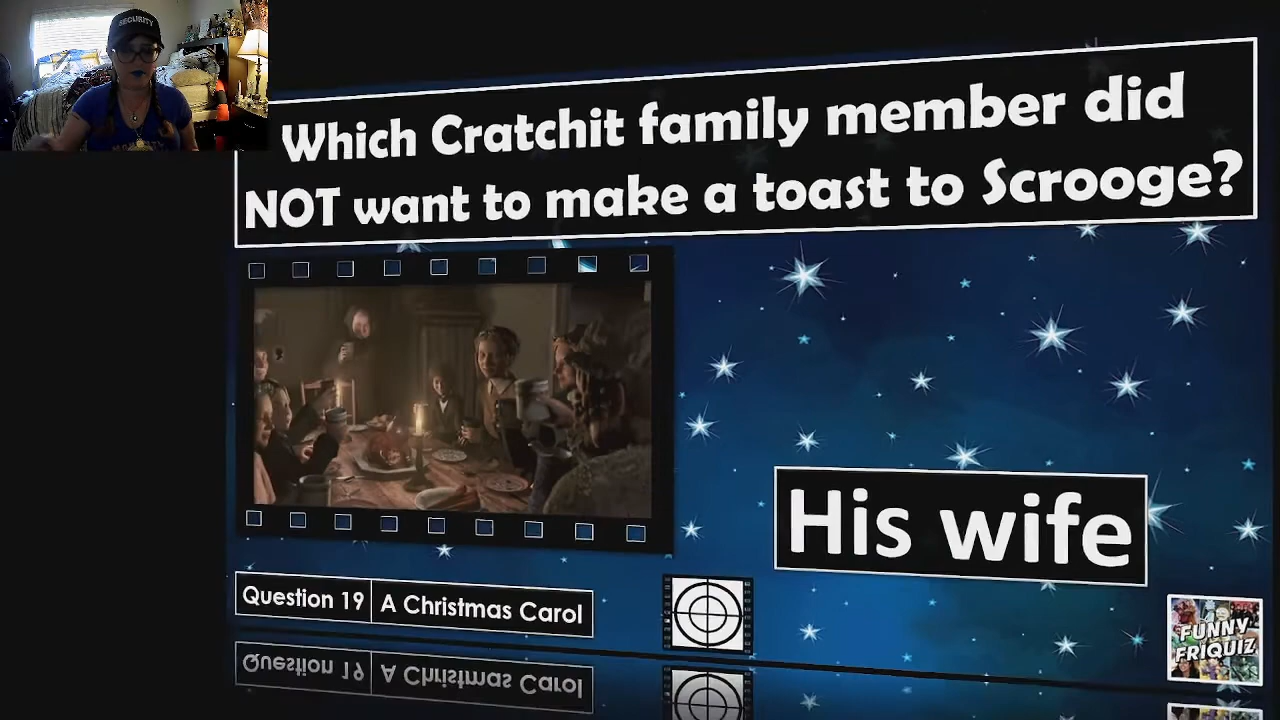 SECURITY
Which Cratchit family member did
NOT want to make a toast to Scrooge?
His wife
Question 19 A Christmas Carol
FUNNY
FRIQUIZ